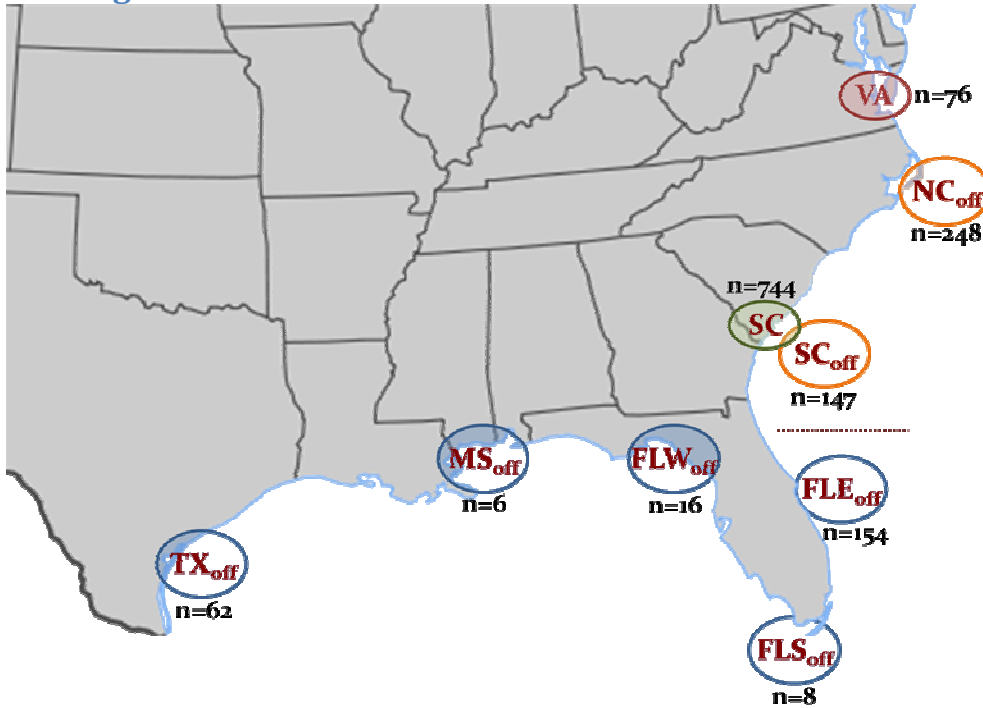 VA n=76
NCoff
n=248
n=744
SC
SCoff
n=147
MSoff
n=6
FLWoff
n=16
FLEoff
n=154
TXoff
n=62
FLSoff
n=8